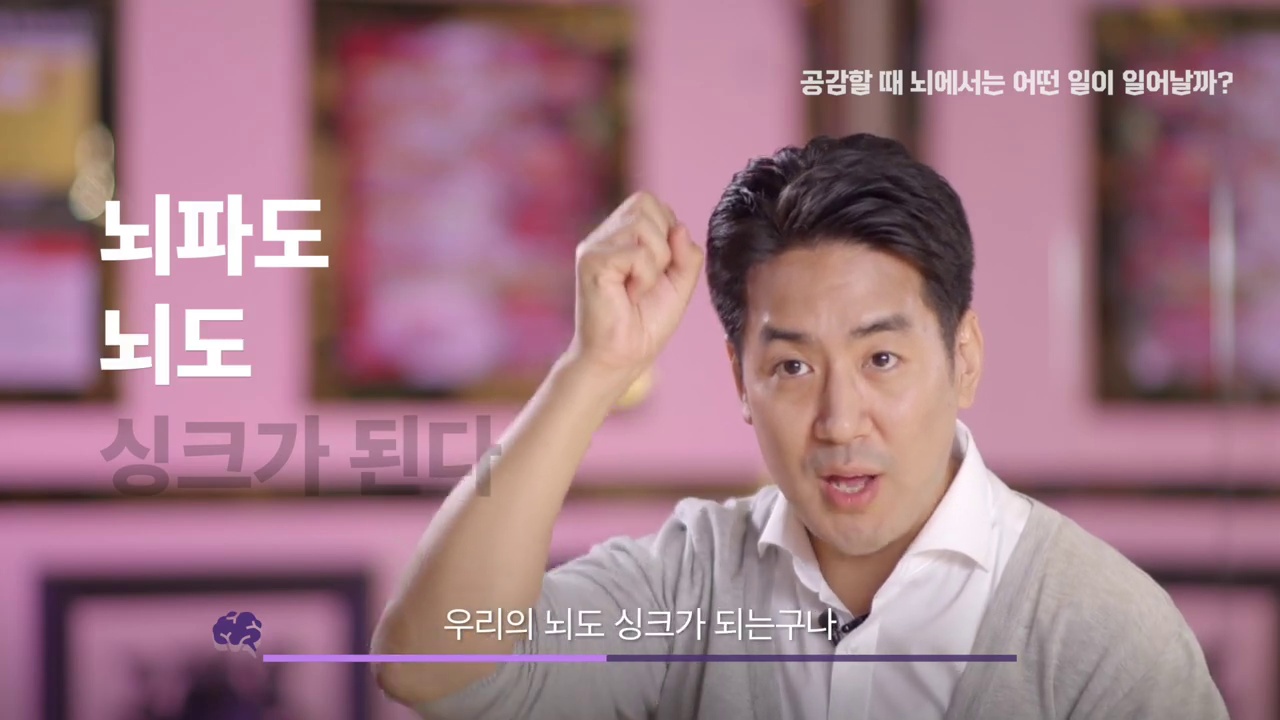 공감할 때 뇌에서는 어떤 일이 일어날까?
뇌파도
뇌도
싱크가 된다
우리의 뇌도 싱크가 되는구나